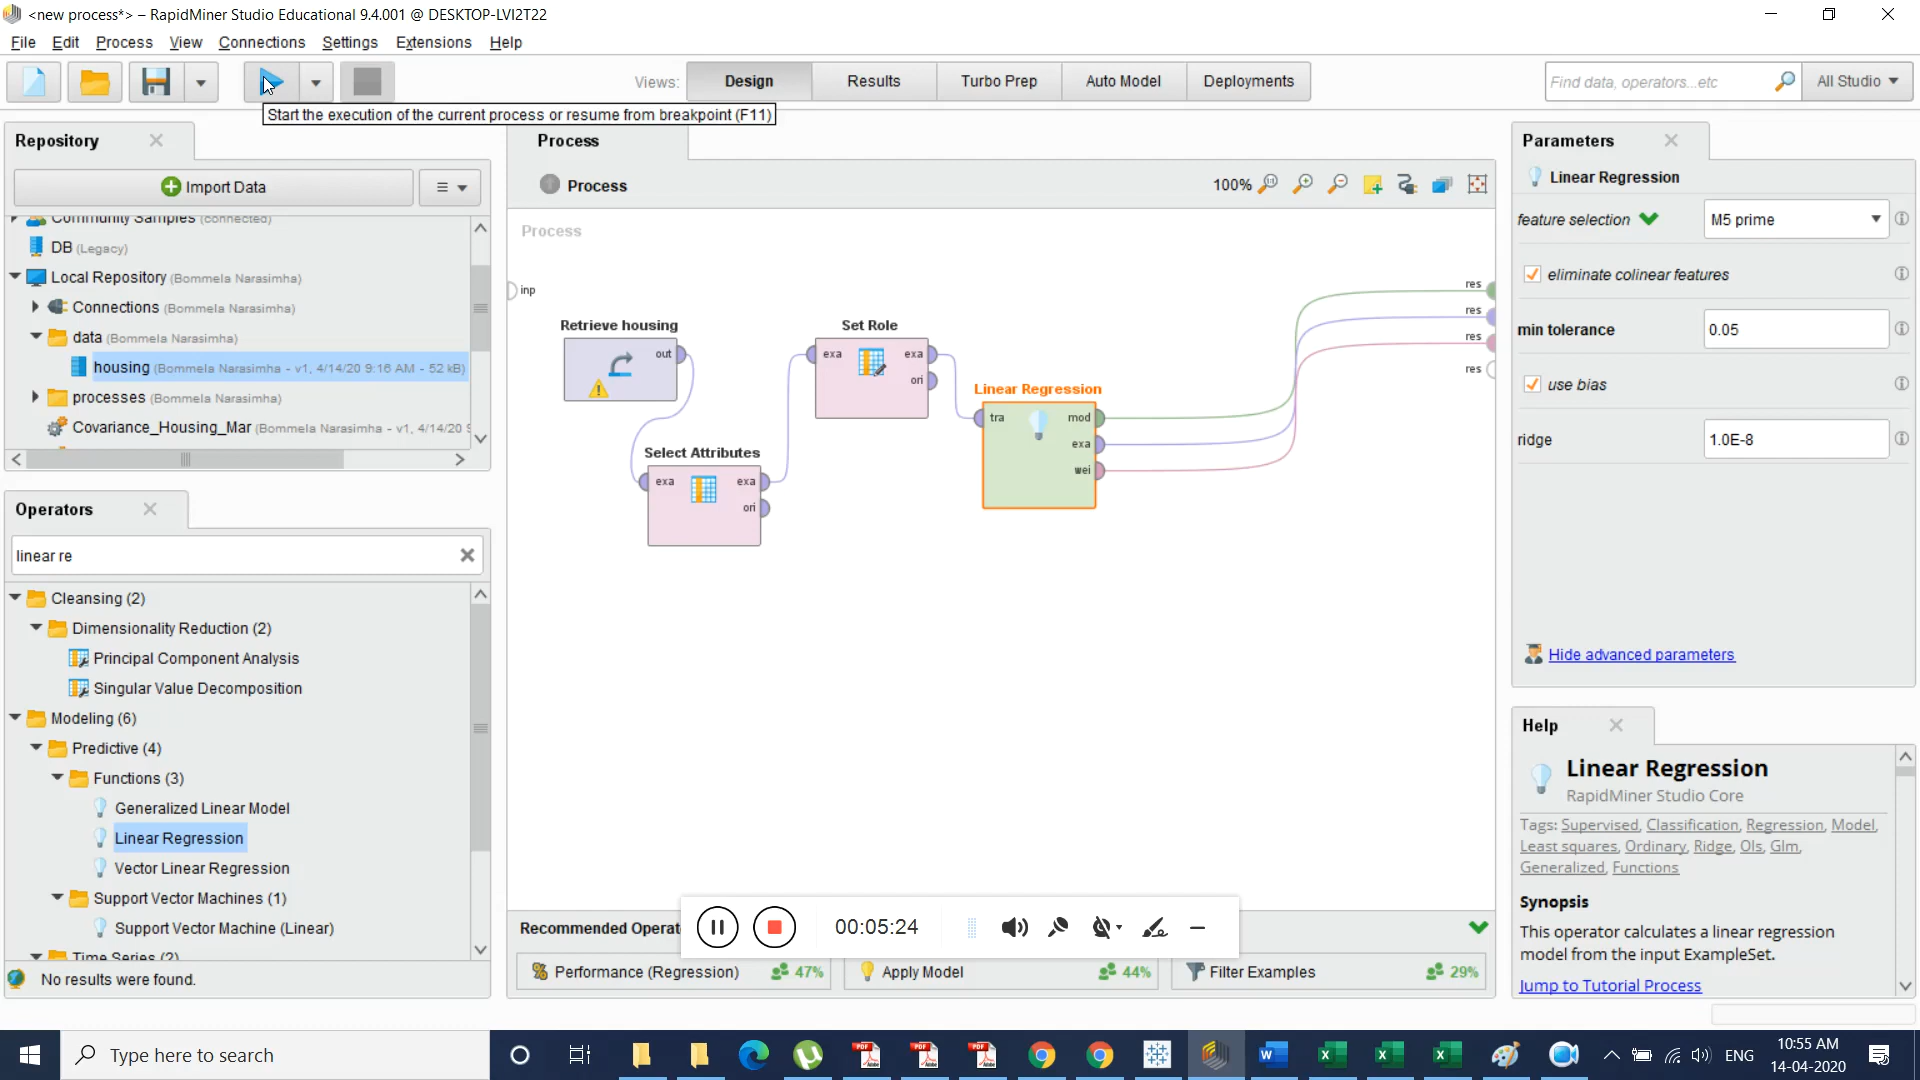 <new process*> – RapidMiner Studio Educational 9.4.001 @ DESKTOP-LVI2T22
File Edit Process View Connections Settings Extensions Help
Views: Design Results Turbo Prep Auto Model Deployments
Find data, operators...etc All Studio
Start the execution of the current process or resume from breakpoint (F11)
Repository
Import Data
Community Samples (connected)
DB (Legacy)
Local Repository (Bommela Narasimha)
Connections (Bommela Narasimha)
data (Bommela Narasimha)
housing (Bommela Narasimha - v1, 4/14/20 9:16 AM - 52 kB)
processes (Bommela Narasimha)
Covariance_Housing_Mar (Bommela Narasimha - v1, 4/14/20
Operators
linear re
Cleansing (2)
Dimensionality Reduction (2)
Principal Component Analysis
Singular Value Decomposition
Modeling (6)
Predictive (4)
Functions (3)
Generalized Linear Model
Linear Regression
Vector Linear Regression
Support Vector Machines (1)
Support Vector Machine (Linear)
Time Series (2)
No results were found.
Process
Process
100%
Process
inp
Retrieve housing
out
Select Attributes
exa exa
ori
Set Role
exa exa
ori
Linear Regression
tra mod
exa
wei
res
res
res
res
Recommended Operat
00:05:24
Performance (Regression) 47%
Apply Model 44%
Filter Examples 29%
Parameters
Linear Regression
feature selection M5 prime
eliminate colinear features
min tolerance 0.05
use bias
ridge 1.0E-8
Hide advanced parameters
Help
Linear Regression
RapidMiner Studio Core
Tags: Supervised, Classification, Regression, Model,
Least squares, Ordinary, Ridge, Ols, Glm,
Generalized, Functions
Synopsis
This operator calculates a linear regression
model from the input ExampleSet.
Jump to Tutorial Process
Type here to search
ENG
10:55 AM
14-04-2020